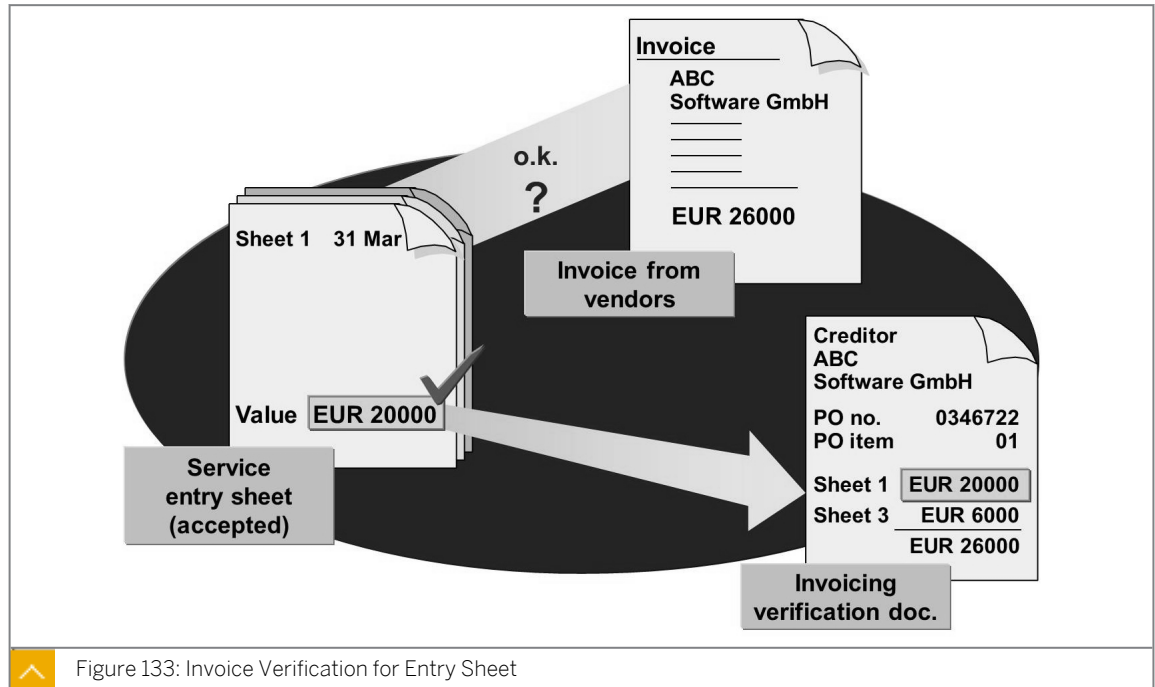 Invoice
ABC
Software GmbH
EUR 26000
o.k.
?
Invoice from
vendors
Sheet 1 31 Mar
Value EUR 20000
Service
entry sheet
(accepted)
Creditor
ABC
Software GmbH
PO no. 0346722
PO item 01
Sheet 1 EUR 20000
Sheet 3 EUR 6000
EUR 26000
Invoicing
verification doc.
Figure 133: Invoice Verification for Entry Sheet